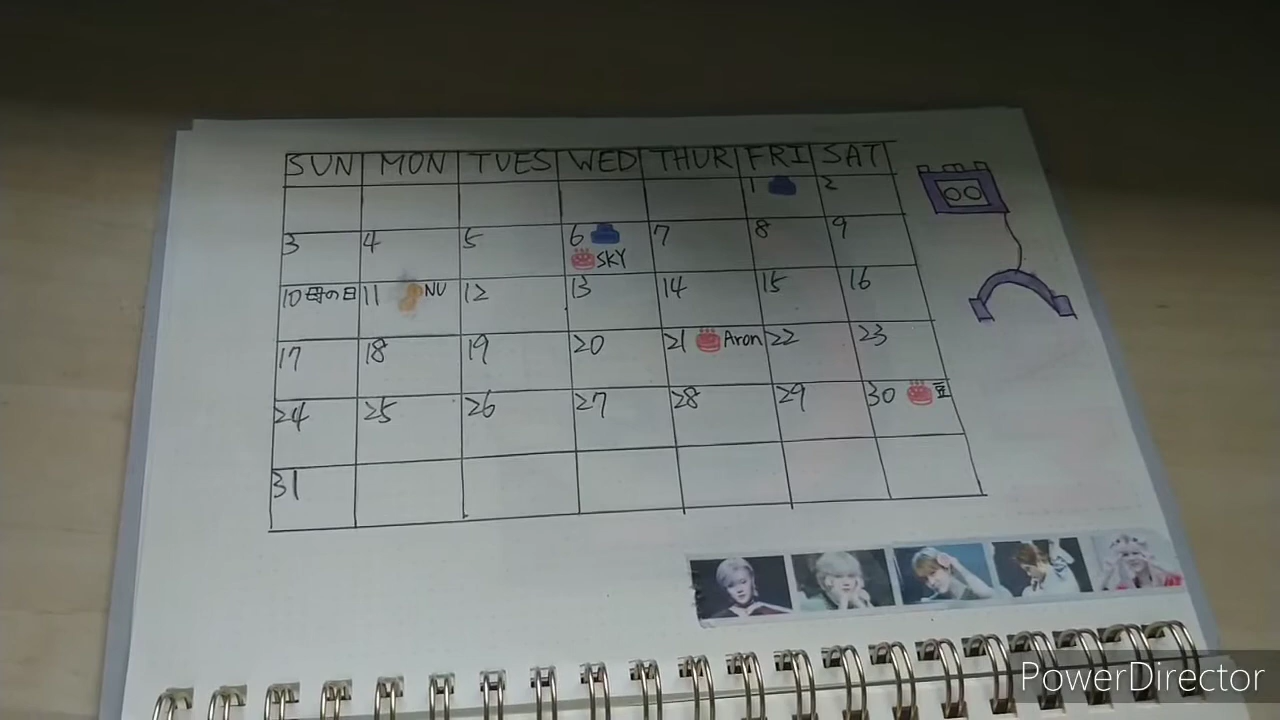 SUN MON TUES WED THUR FRI SAT
1 2
3 4 5 6 7 8 9
SKY
10 母の日 11 NU 12 13 14 15 16
17 18 19 20 21 Aron 22 23
24 25 26 27 28 29 30 豆
31
PowerDirector